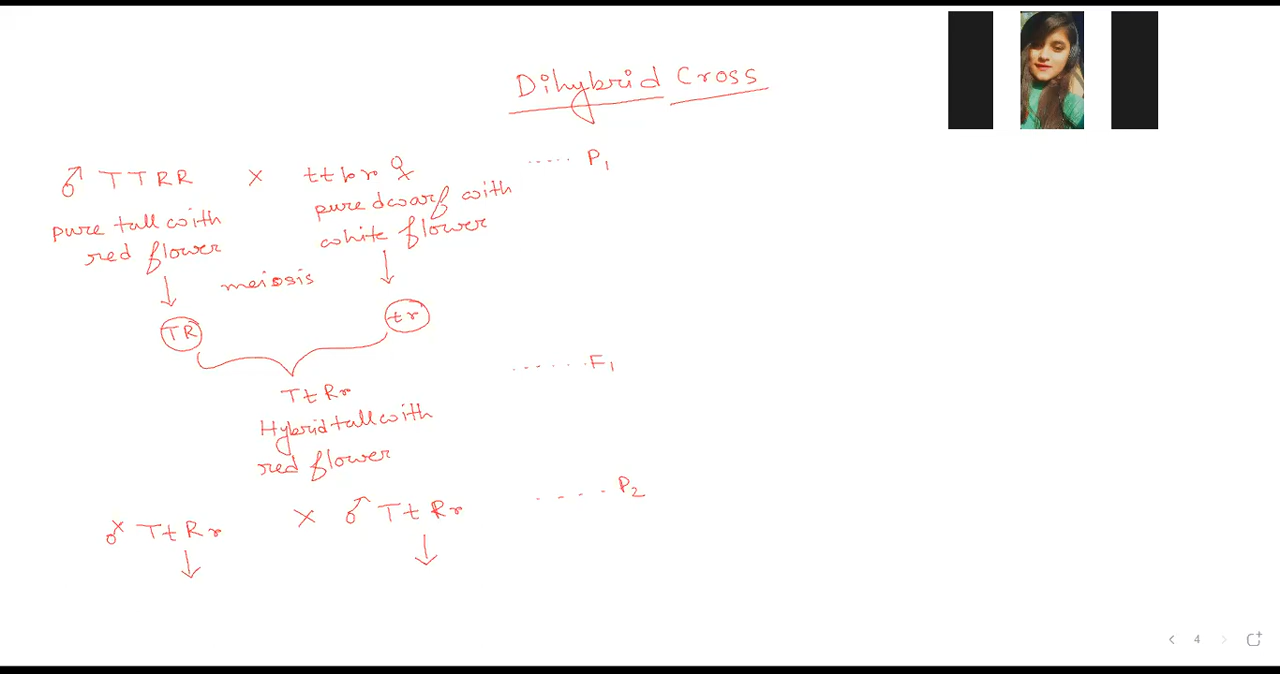 Dihybrid Cross
♂ TTRR × ttrr ♀ ..... P1
pure tall with
red flower
pure dwarf with
white flower
meiosis
TR
tr
...... F1
TtRr
Hybrid tall with
red flower
TtRr × ♂ TtRr ..... P2
4